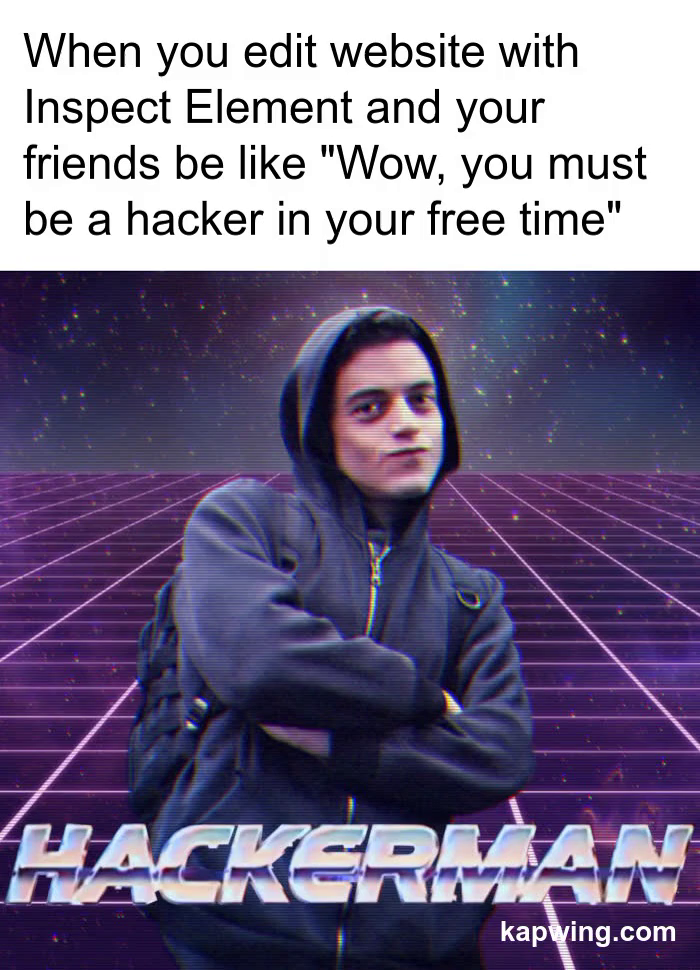 When you edit website with
Inspect Element and your
friends be like "Wow, you must
be a hacker in your free time"
HACKERMAN
kapwing.com